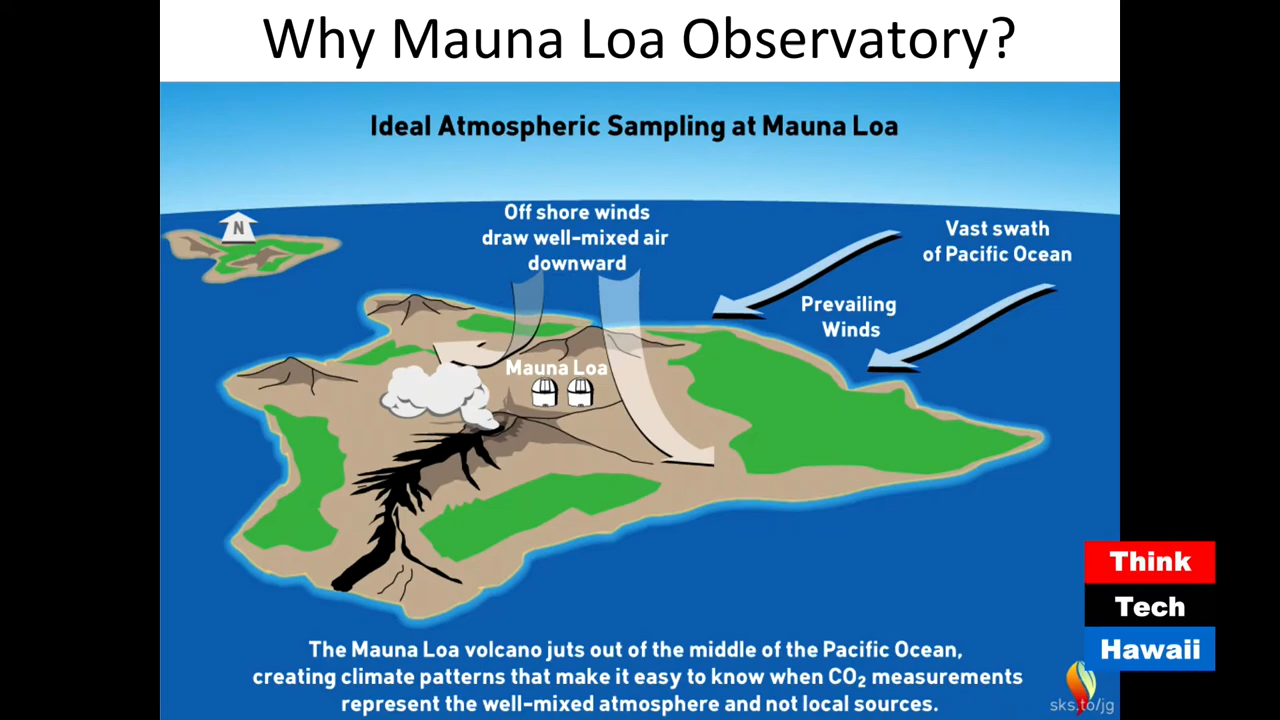 Why Mauna Loa Observatory?
Ideal Atmospheric Sampling at Mauna Loa
N
Off shore winds
draw well-mixed air
downward
Vast swath
of Pacific Ocean
Prevailing
Winds
Mauna Loa
Think
Tech
Hawaii
The Mauna Loa volcano juts out of the middle of the Pacific Ocean,
creating climate patterns that make it easy to know when CO₂ measurements
represent the well-mixed atmosphere and not local sources.
sks.to/jg